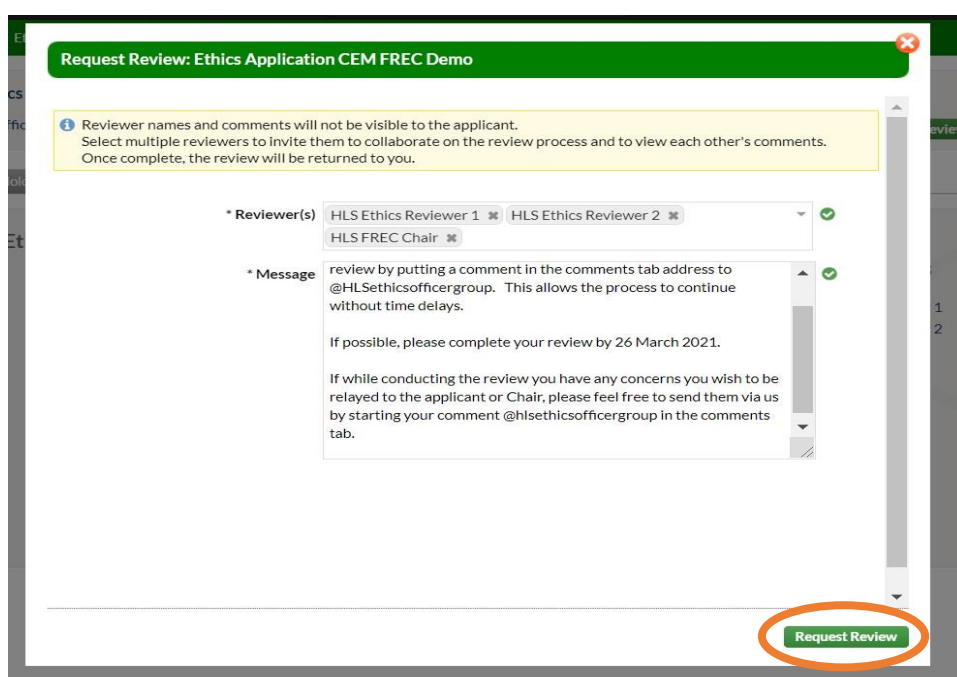 Et
Request Review: Ethics Application CEM FREC Demo
cs
ffic
Reviewer names and comments will not be visible to the applicant.
Select multiple reviewers to invite them to collaborate on the review process and to view each other's comments.
Once complete, the review will be returned to you.
* Reviewer(s) HLS Ethics Reviewer 1 HLS Ethics Reviewer 2
HLS FREC Chair
Et
* Message review by putting a comment in the comments tab address to
@HLSethicsofficergroup. This allows the process to continue
without time delays.
1
2
If possible, please complete your review by 26 March 2021.
If while conducting the review you have any concerns you wish to be
relayed to the applicant or Chair, please feel free to send them via us
by starting your comment @hlsethicsofficergroup in the comments
tab.
Request Review